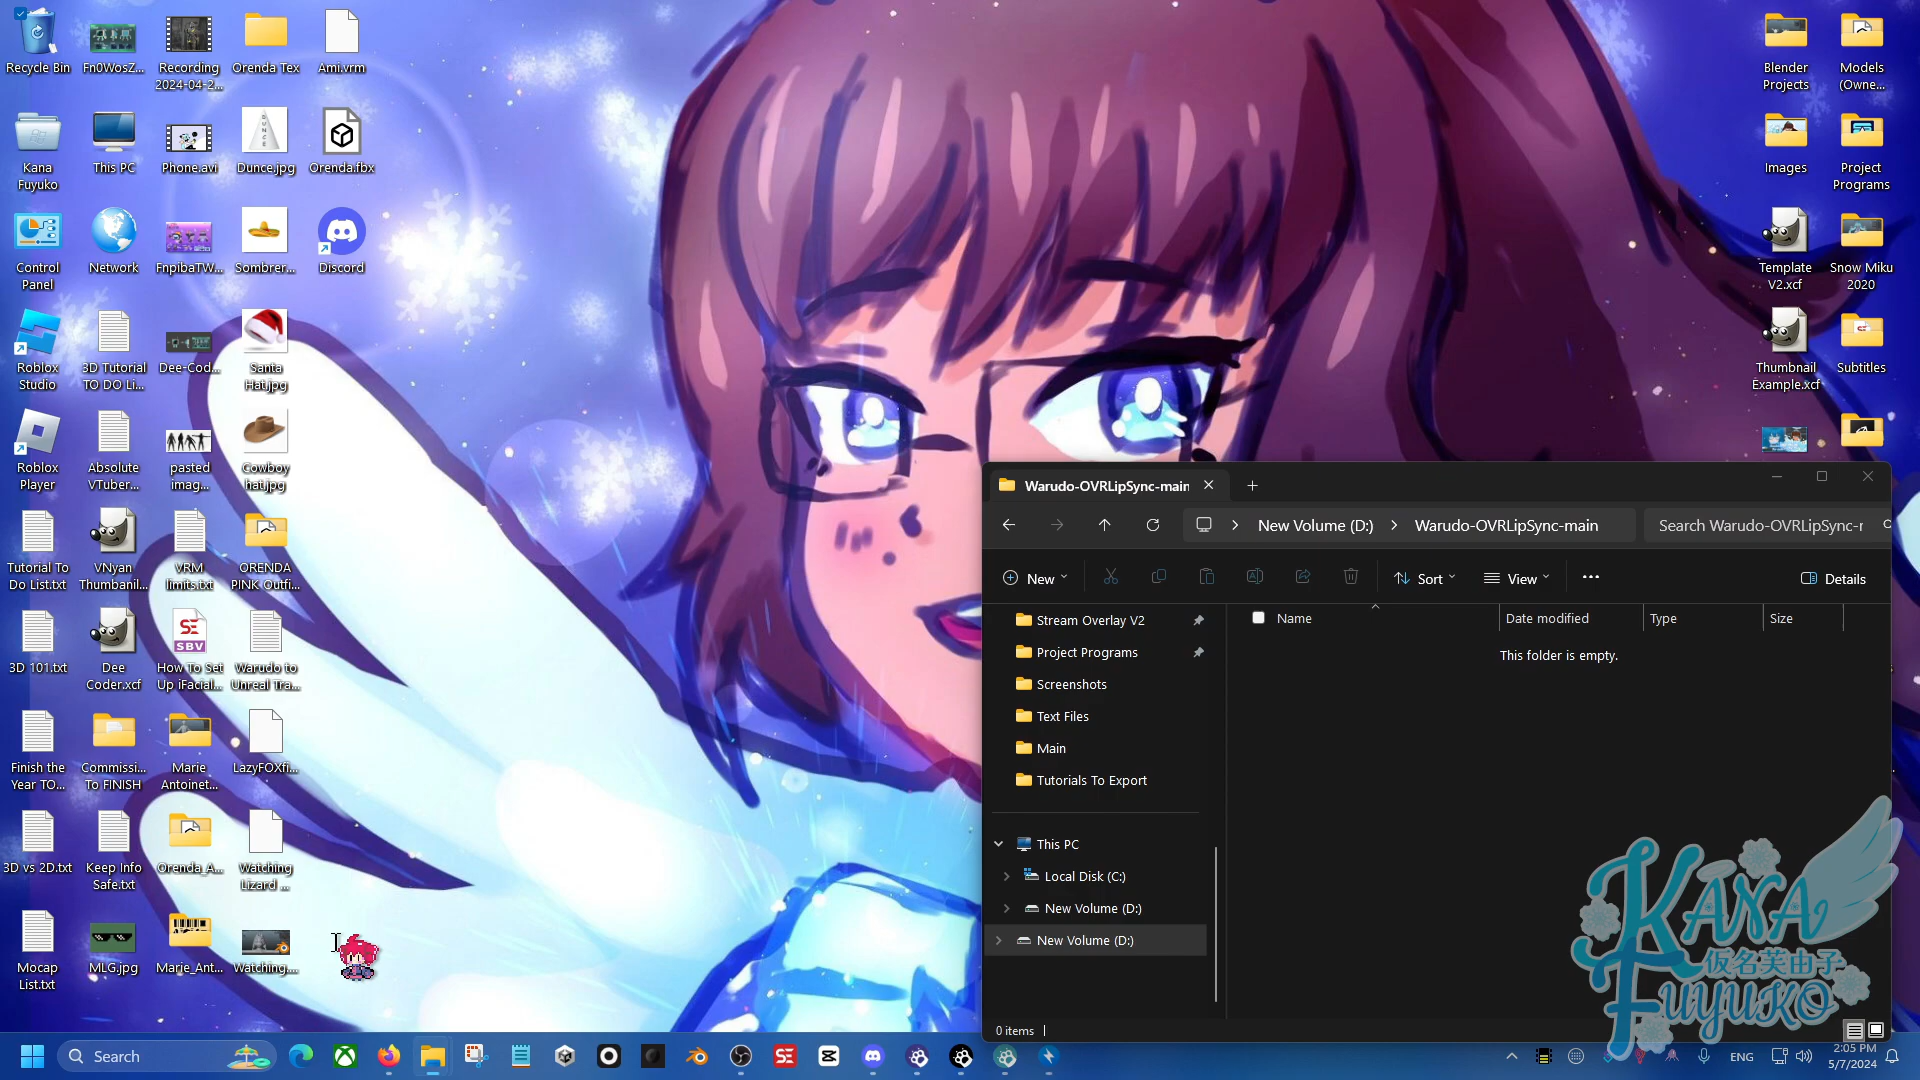 Recycle Bin
Fn0WosZ...
Recording
2024-04-2...
Orenda Tex
Ami.vrm
Kana
Fuyuko
This PC
Phone.avi
DUNCE
Dunce.jpg
Orenda.fbx
Control
Panel
Network
FnpibaTW...
Sombrer...
Discord
Roblox
Studio
3D Tutorial
TO DO Li...
Dee-Cod...
Santa
Hat.jpg
Roblox
Player
Absolute
VTuber...
pasted
imag...
Cowboy
hat.jpg
Tutorial To
Do List.txt
VNyan
Thumbanil...
VRM
limits.txt
ORENDA
PINK Outfi...
3D 101.txt
Dee
Coder.xcf
SE
SBV
How To Set
Up iFacial...
Warudo to
Unreal Tra...
Finish the
Year TO...
Commissi...
To FINISH
Marie
Antoinet...
LazyFOXfi...
3D vs 2D.txt
Keep Info
Safe.txt
Orenda_A...
Watching
Lizard ...
Mocap
List.txt
MLG.jpg
Marie_Ant...
Watching....
Blender
Projects
Models
(Owne...
Images
Project
Programs
Template
V2.xcf
Snow Miku
2020
Thumbnail
Example.xcf
Subtitles
Warudo-OVRLipSync-main
New Volume (D:)
Warudo-OVRLipSync-main
Search Warudo-OVRLipSync-r
New
Sort
View
Details
Stream Overlay V2
Project Programs
Screenshots
Text Files
Main
Tutorials To Export
This PC
Local Disk (C:)
New Volume (D:)
New Volume (D:)
Name
Date modified
Type
Size
This folder is empty.
0 items
KANA
仮名芙由子
FUYUKO
Search
SE
ENG
2:05 PM
5/7/2024